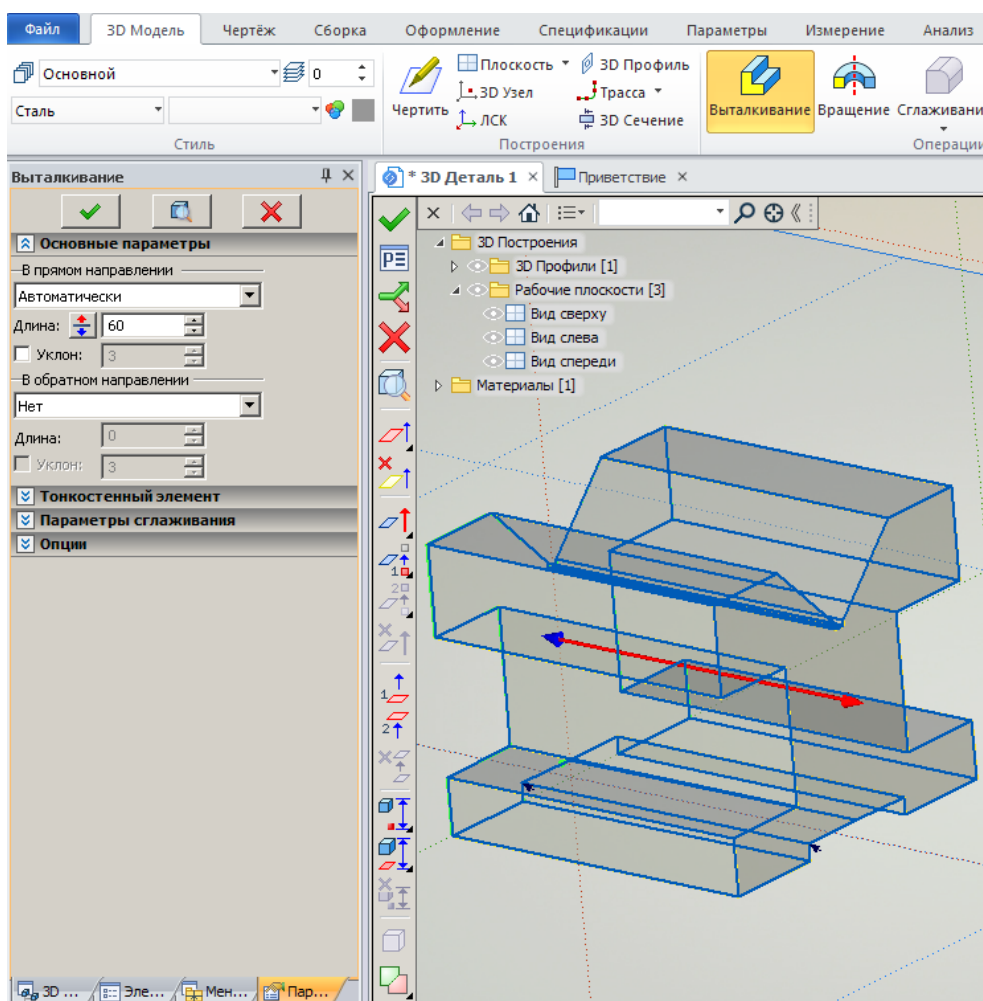 Файл 3D Модель Чертёж Сборка Оформление Спецификации Параметры Измерение Анализ
Основной 0
Сталь
Стиль
Чертить
Плоскость
3D Узел
ЛСК
3D Профиль
Трасса
3D Сечение
Построения
Выталкивание Вращение Сглаживани
Операции
Выталкивание
Основные параметры
В прямом направлении
Автоматически
Длина: 60
Уклон: 3
В обратном направлении
Нет
Длина: 0
Уклон: 3
Тонкостенный элемент
Параметры сглаживания
Опции
3D ... Эле... Мен... Пар...
* 3D Деталь 1 × Приветствие ×
3D Построения
3D Профили [1]
Рабочие плоскости [3]
Вид сверху
Вид слева
Вид спереди
Материалы [1]